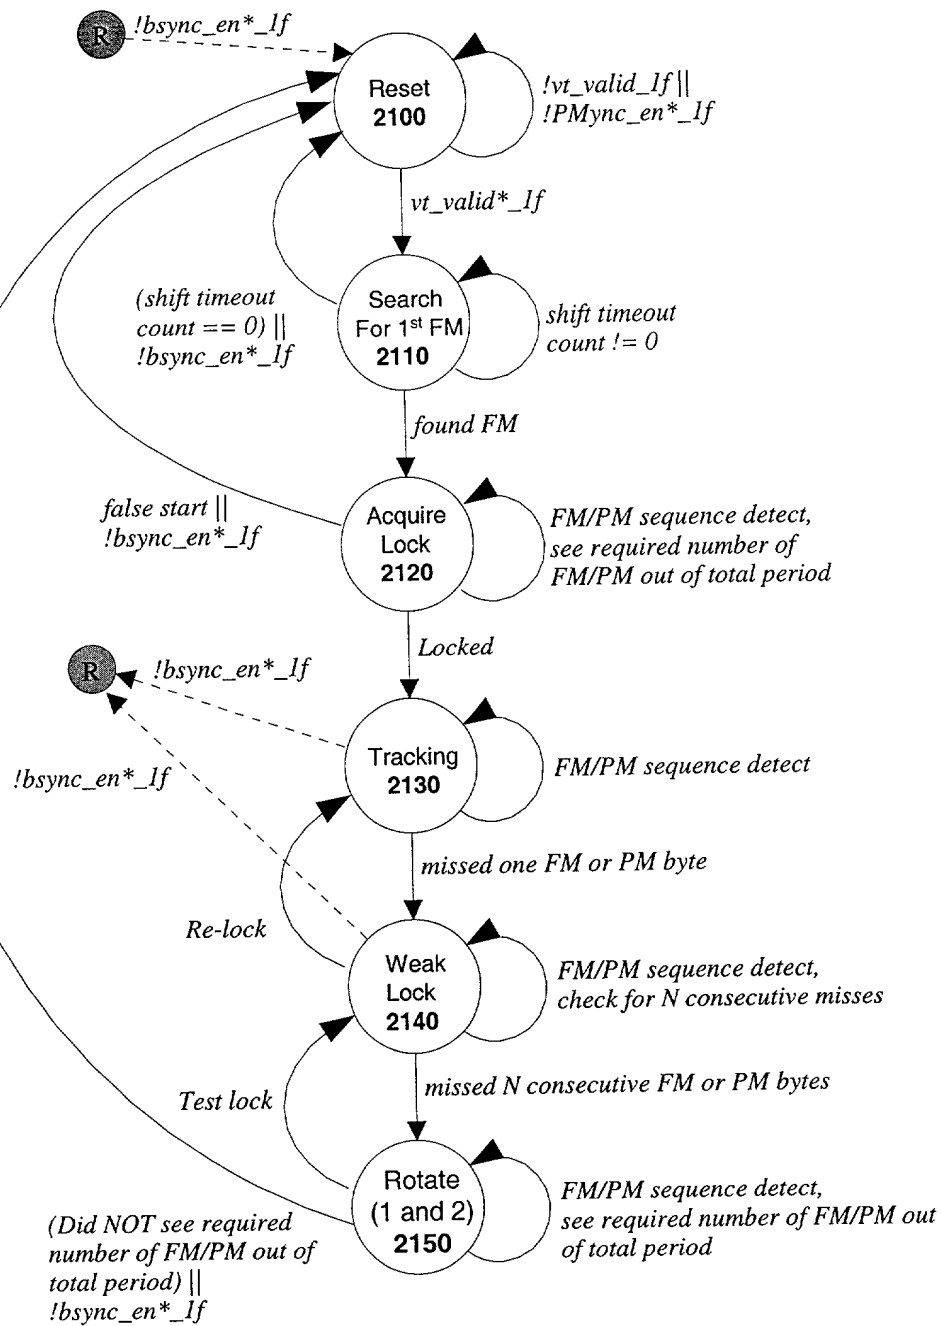 R
!bsync_en*_1f
Reset
2100
!vt_valid_1f ||
!PMync_en*_1f
vt_valid*_1f
(shift timeout
count == 0) ||
!bsync_en*_1f
Search
For 1st FM
2110
shift timeout
count != 0
found FM
false start ||
!bsync_en*_1f
Acquire
Lock
2120
FM/PM sequence detect,
see required number of
FM/PM out of total period
Locked
R
!bsync_en*_1f
!bsync_en*_1f
Tracking
2130
FM/PM sequence detect
missed one FM or PM byte
Re-lock
Weak
Lock
2140
FM/PM sequence detect,
check for N consecutive misses
missed N consecutive FM or PM bytes
Test lock
Rotate
(1 and 2)
2150
FM/PM sequence detect,
see required number of FM/PM out
of total period
(Did NOT see required
number of FM/PM out of
total period) ||
!bsync_en*_1f